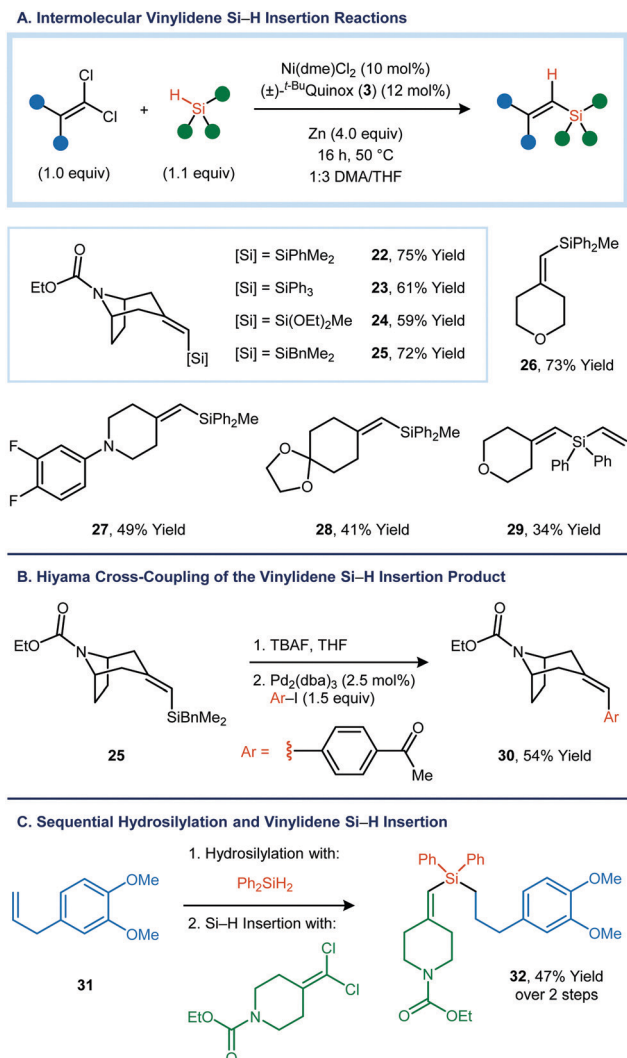 A. Intermolecular Vinylidene Si–H Insertion Reactions
Cl
Cl
(1.0 equiv)
+
H
Si
(1.1 equiv)
Ni(dme)Cl2 (10 mol%)
(±)-t-BuQuinox (3) (12 mol%)
Zn (4.0 equiv)
16 h, 50 °C
1:3 DMA/THF
H
Si
O
EtO
N
[Si]
[Si] = SiPhMe2 22, 75% Yield
[Si] = SiPh3 23, 61% Yield
[Si] = Si(OEt)2Me 24, 59% Yield
[Si] = SiBnMe2 25, 72% Yield
SiPh2Me
O
26, 73% Yield
F
F
N
SiPh2Me
27, 49% Yield
O
O
SiPh2Me
28, 41% Yield
O
Si
Ph
Ph
29, 34% Yield
B. Hiyama Cross-Coupling of the Vinylidene Si–H Insertion Product
O
EtO
N
SiBnMe2
25
1. TBAF, THF
2. Pd2(dba)3 (2.5 mol%)
Ar–I (1.5 equiv)
Ar =
O
Me
O
EtO
N
Ar
30, 54% Yield
C. Sequential Hydrosilylation and Vinylidene Si–H Insertion
OMe
OMe
31
1. Hydrosilylation with:
Ph2SiH2
2. Si–H Insertion with:
Cl
Cl
N
EtO
O
Ph
Ph
Si
OMe
OMe
N
O
OEt
32, 47% Yield
over 2 steps